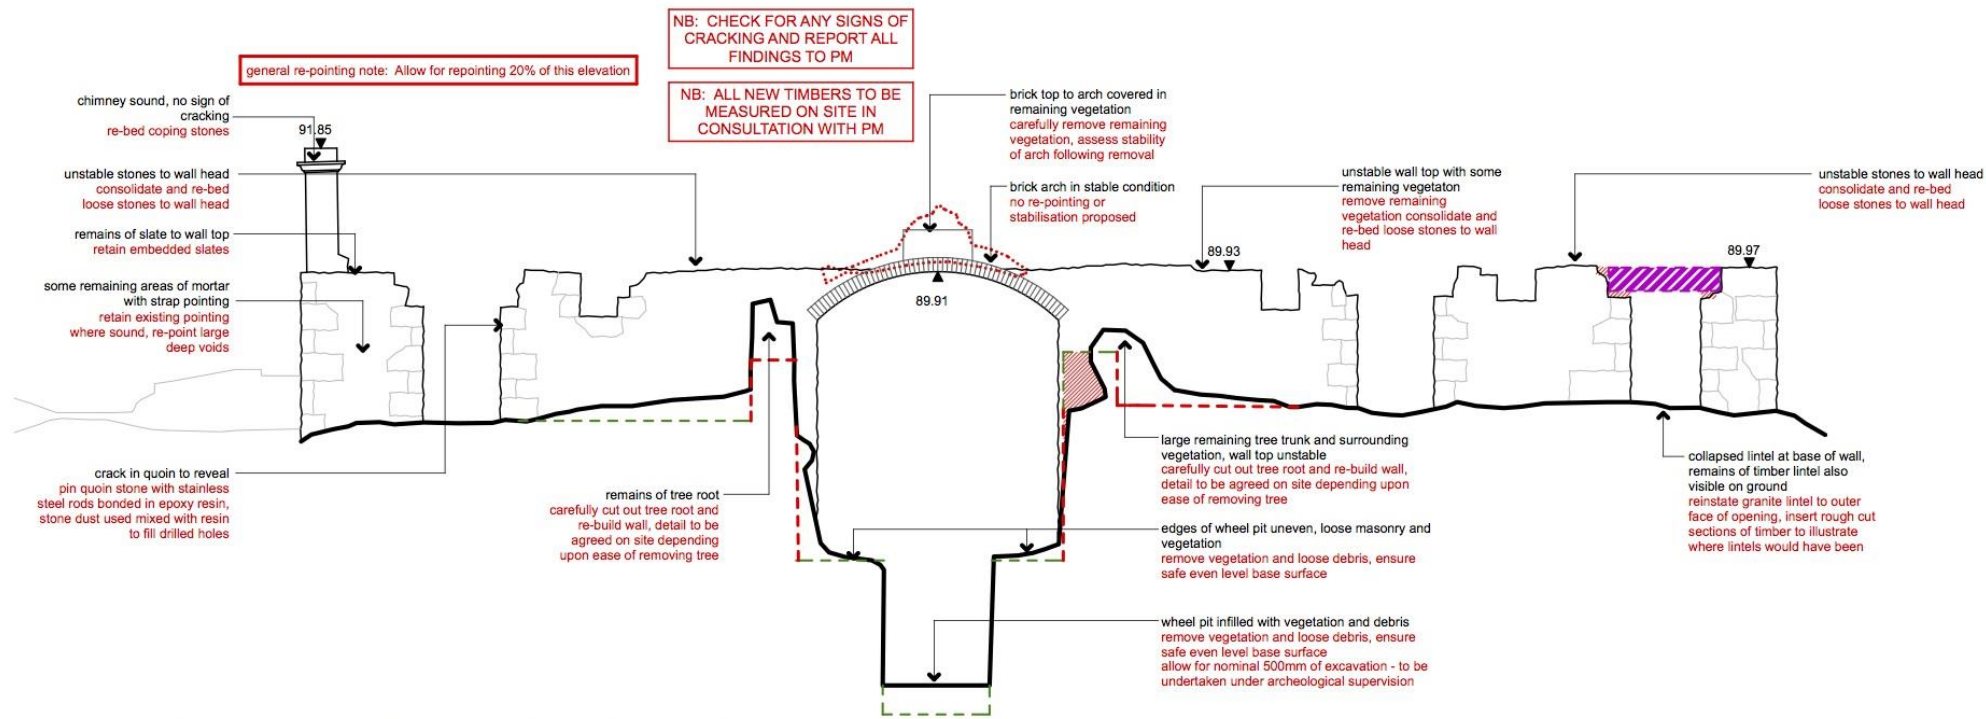 NB: CHECK FOR ANY SIGNS OF
CRACKING AND REPORT ALL
FINDINGS TO PM
general re-pointing note: Allow for repointing 20% of this elevation
NB: ALL NEW TIMBERS TO BE
MEASURED ON SITE IN
CONSULTATION WITH PM
chimney sound, no sign of
cracking
re-bed coping stones
91.85
unstable stones to wall head
consolidate and re-bed
loose stones to wall head
remains of slate to wall top
retain embedded slates
some remaining areas of mortar
with strap pointing
retain existing pointing
where sound, re-point large
deep voids
crack in quoin to reveal
pin quoin stone with stainless
steel rods bonded in epoxy resin,
stone dust used mixed with resin
to fill drilled holes
remains of tree root
carefully cut out tree root and
re-build wall, detail to be
agreed on site depending
upon ease of removing tree
brick top to arch covered in
remaining vegetation
carefully remove remaining
vegetation, assess stability
of arch following removal
brick arch in stable condition
no re-pointing or
stabilisation proposed
89.91
unstable wall top with some
remaining vegetaton
remove remaining
vegetation consolidate and
re-bed loose stones to wall
head
89.93
unstable stones to wall head
consolidate and re-bed
loose stones to wall head
89.97
large remaining tree trunk and surrounding
vegetation, wall top unstable
carefully cut out tree root and re-build wall,
detail to be agreed on site depending upon
ease of removing tree
edges of wheel pit uneven, loose masonry and
vegetation
remove vegetation and loose debris, ensure
safe even level base surface
wheel pit infilled with vegetation and debris
remove vegetation and loose debris, ensure
safe even level base surface
allow for nominal 500mm of excavation - to be
undertaken under archeological supervision
collapsed lintel at base of wall,
remains of timber lintel also
visible on ground
reinstate granite lintel to outer
face of opening, insert rough cut
sections of timber to illustrate
where lintels would have been